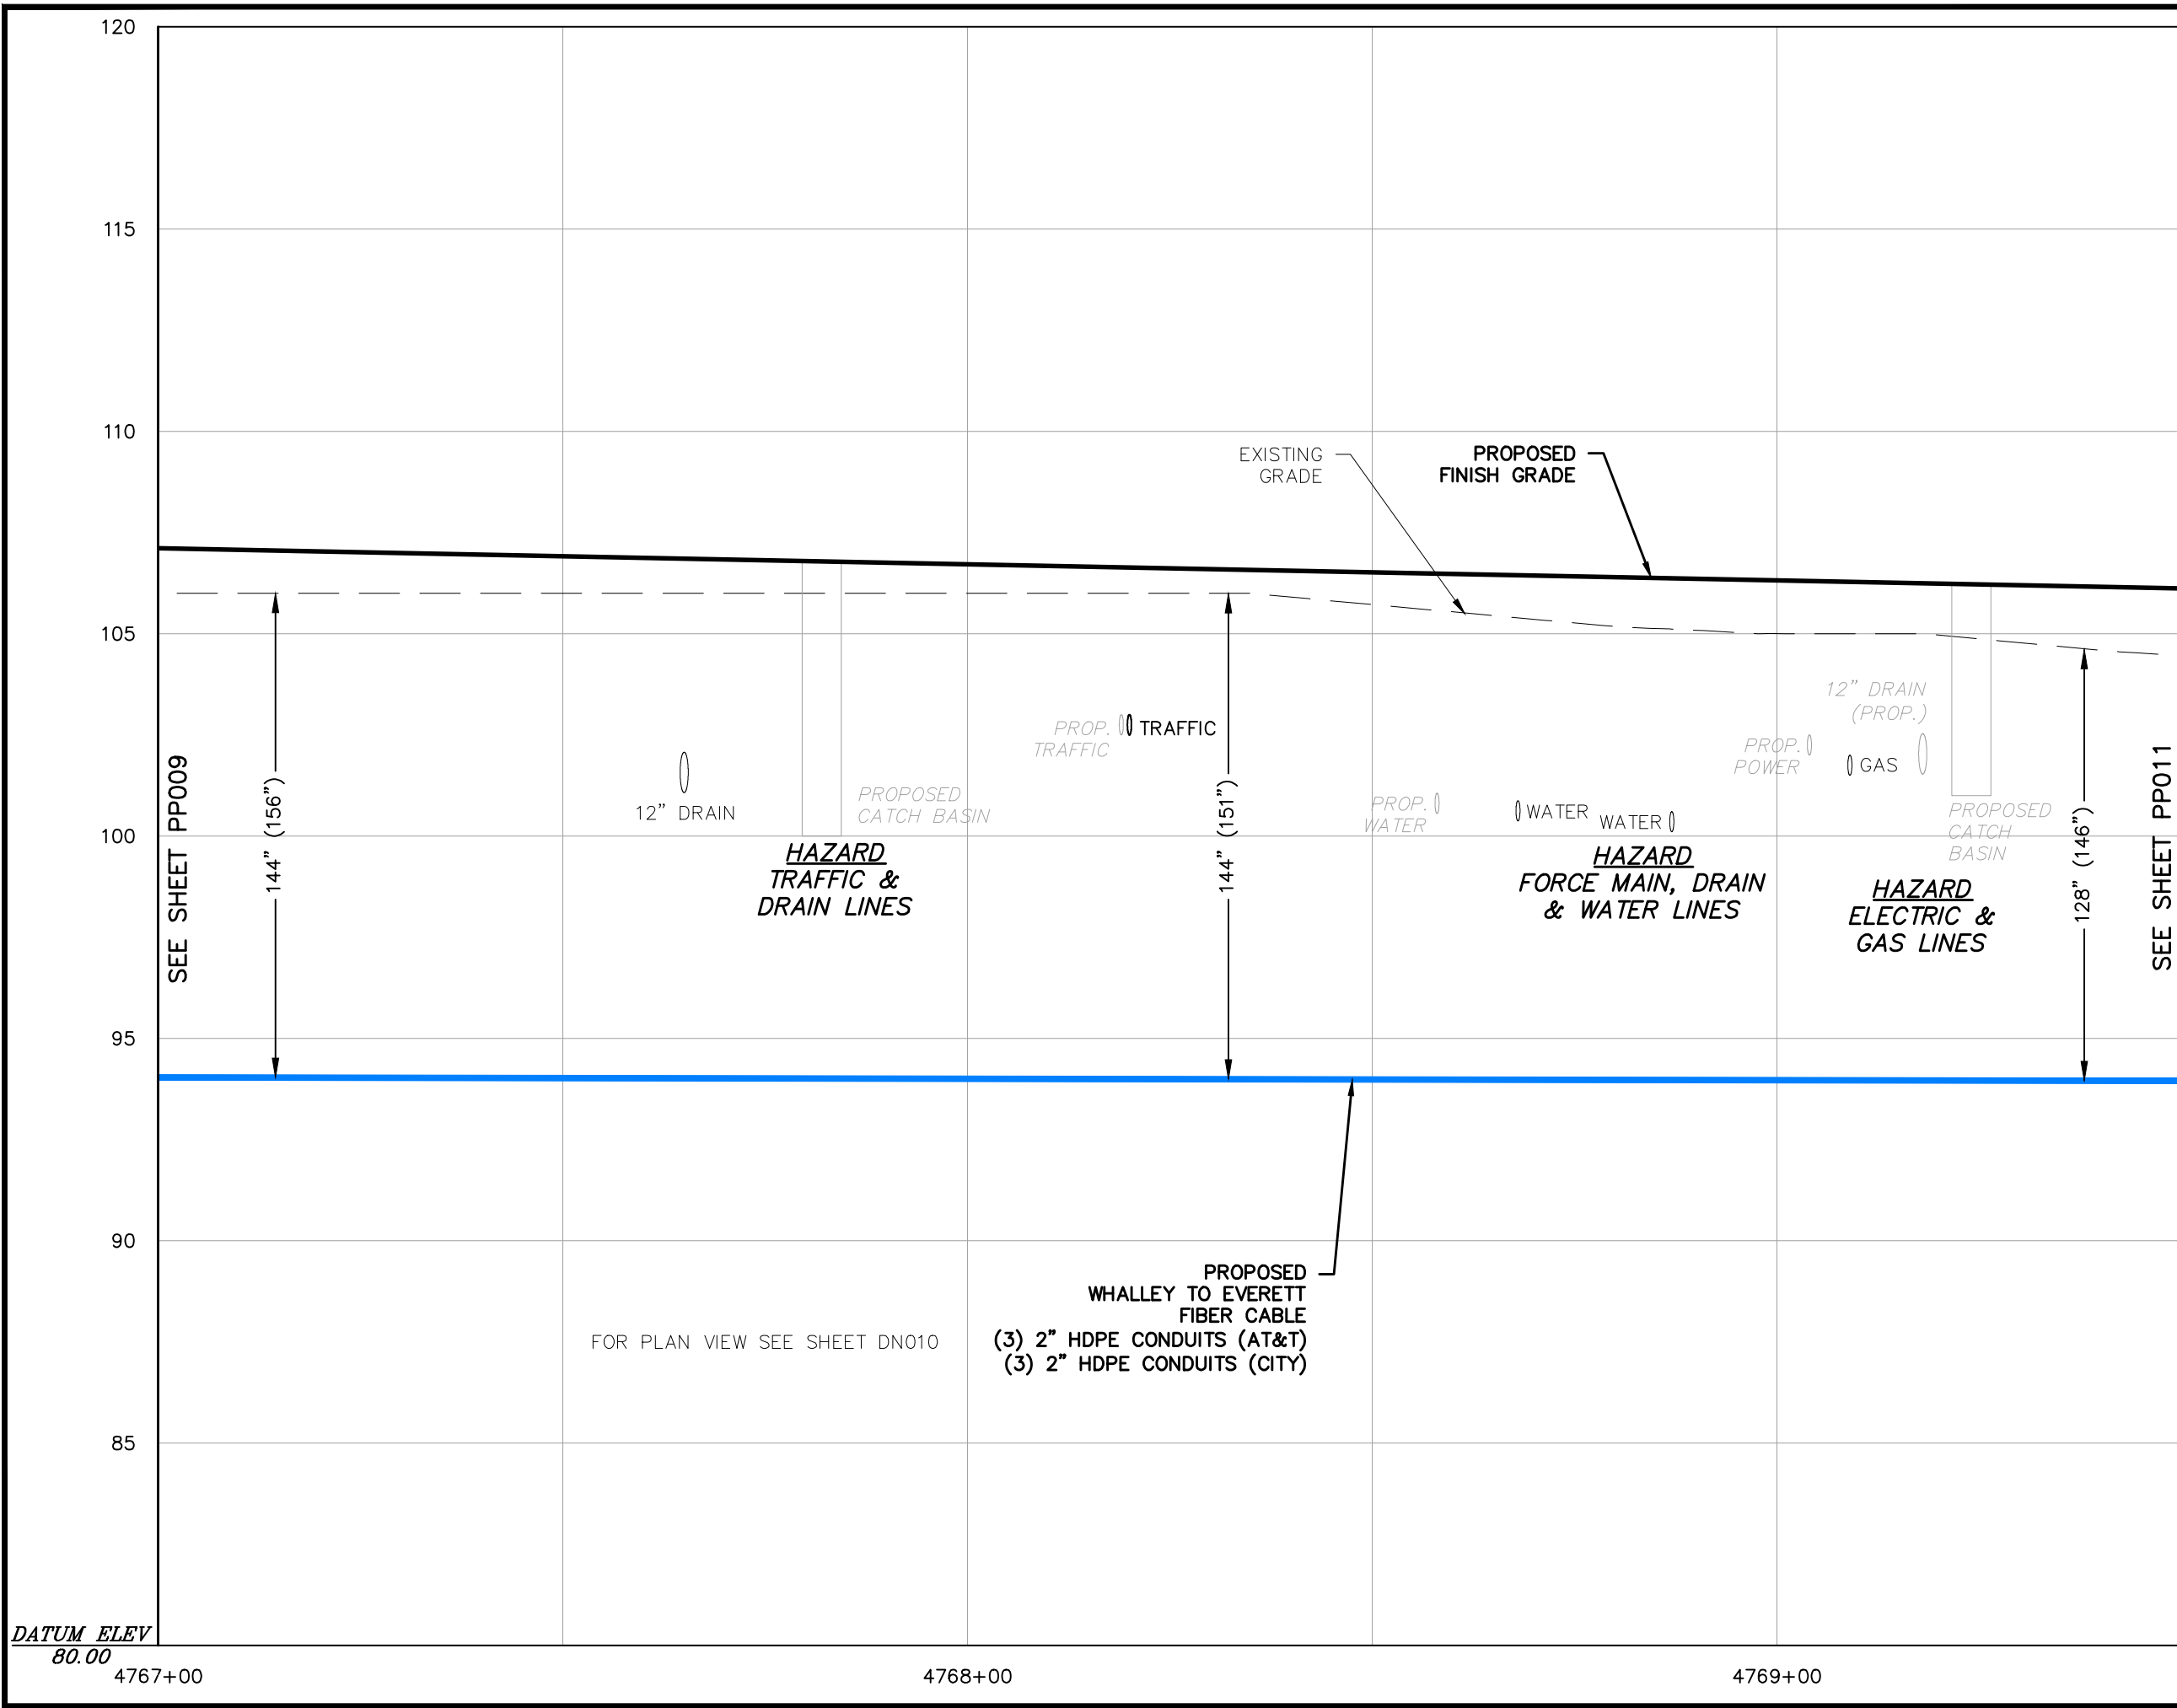 120
115
110
105
100
95
90
85
DATUM ELEV
80.00
4767+00
4768+00
4769+00
EXISTING
GRADE
PROPOSED
FINISH GRADE
SEE SHEET PP009
144" (156")
12" DRAIN
PROPOSED
CATCH BASIN
HAZARD
TRAFFIC &
DRAIN LINES
PROP.
TRAFFIC
TRAFFIC
144" (151")
PROP.
WATER
WATER
WATER
HAZARD
FORCE MAIN, DRAIN
& WATER LINES
12" DRAIN
(PROP.)
PROP.
POWER
GAS
PROPOSED
CATCH
BASIN
HAZARD
ELECTRIC &
GAS LINES
128" (146")
SEE SHEET PP011
PROPOSED
WHALLEY TO EVERETT
FIBER CABLE
(3) 2" HDPE CONDUITS (AT&T)
(3) 2" HDPE CONDUITS (CITY)
FOR PLAN VIEW SEE SHEET DN010